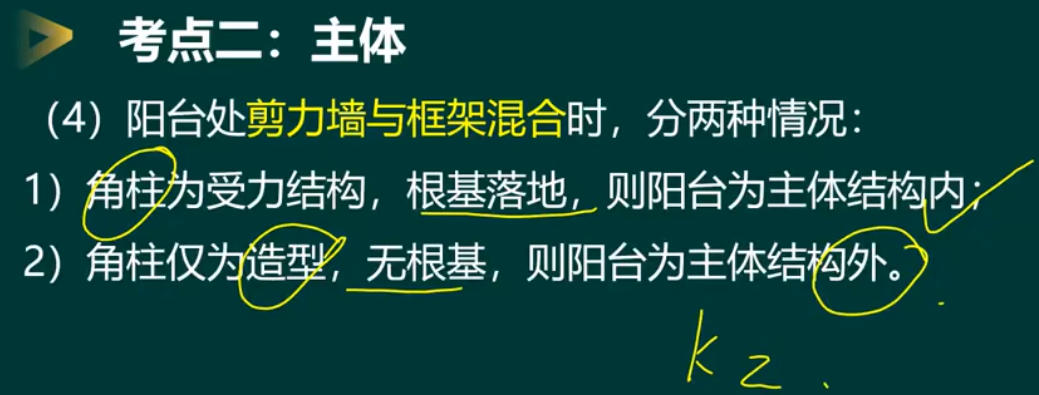 考点二：主体
（4）阳台处剪力墙与框架混合时，分两种情况：
1）角柱为受力结构，根基落地，则阳台为主体结构内；
2）角柱仅为造型，无根基，则阳台为主体结构外。
kz.